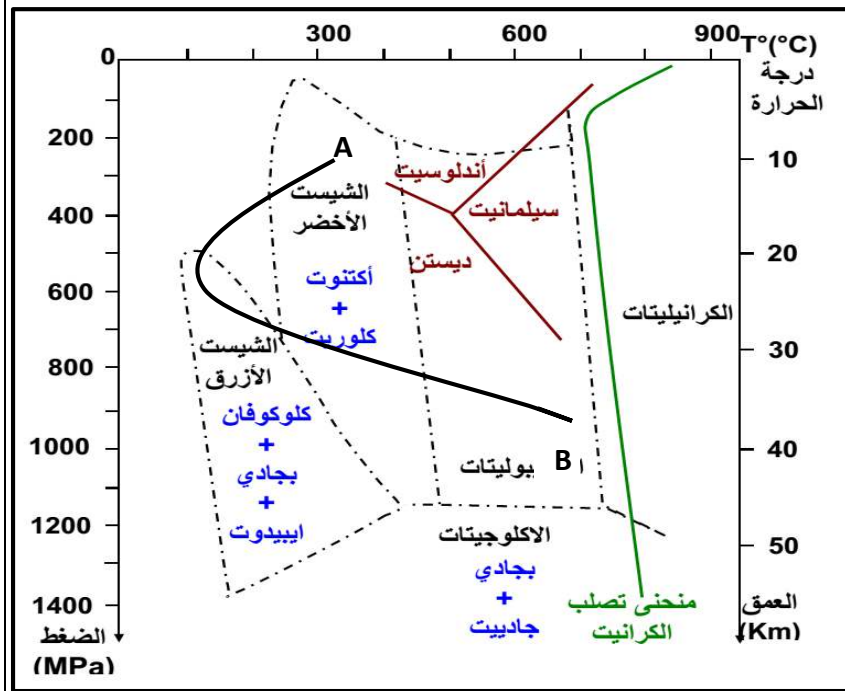 0 300 600 900 T°(°C)
درجة
الحرارة
200
400
600
800
1000
1200
1400
الضغط
(MPa)
10
20
30
40
50
العمق
(Km)
A
B
الشيست
الأخضر
أكتنوت
+
كلوريت
أندلوسيت
سيلمانيت
ديستن
الكرانيليتات
الشيست
الأزرق
كلوكوفان
+
بجادي
+
ايبيدوت
بوليتات
الاكلوجيتات
بجادي
+
جادييت
منحنى تصلب
الكرانيت